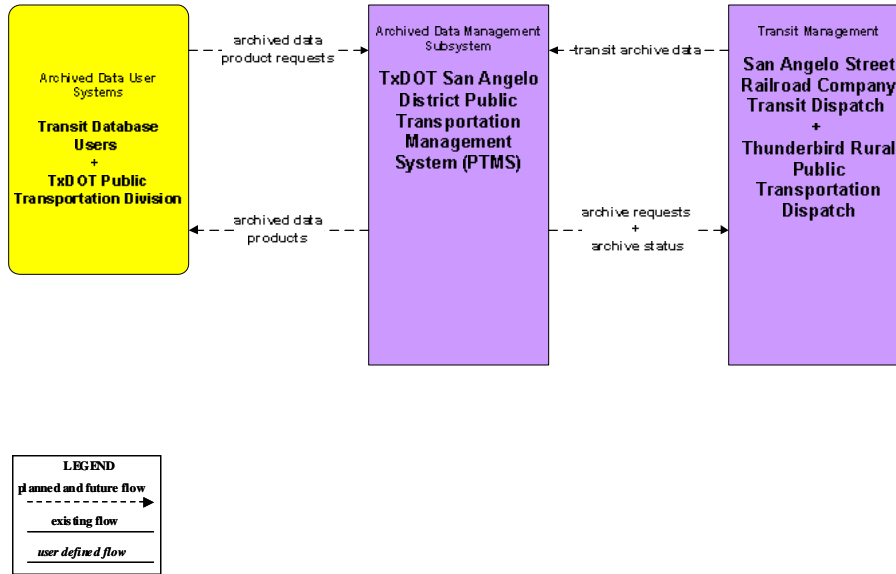 Archived Data User
Systems
Transit Database
Users
+
TxDOT Public
Transportation Division
archived data
product requests
archived data
products
Archived Data Management
Subsystem
TxDOT San Angelo
District Public
Transportation
Management
System (PTMS)
transit archive data
archive requests
+
archive status
Transit Management
San Angelo Street
Railroad Company
Transit Dispatch
+
Thunderbird Rural
Public
Transportation
Dispatch
LEGEND
planned and future flow
existing flow
user defined flow